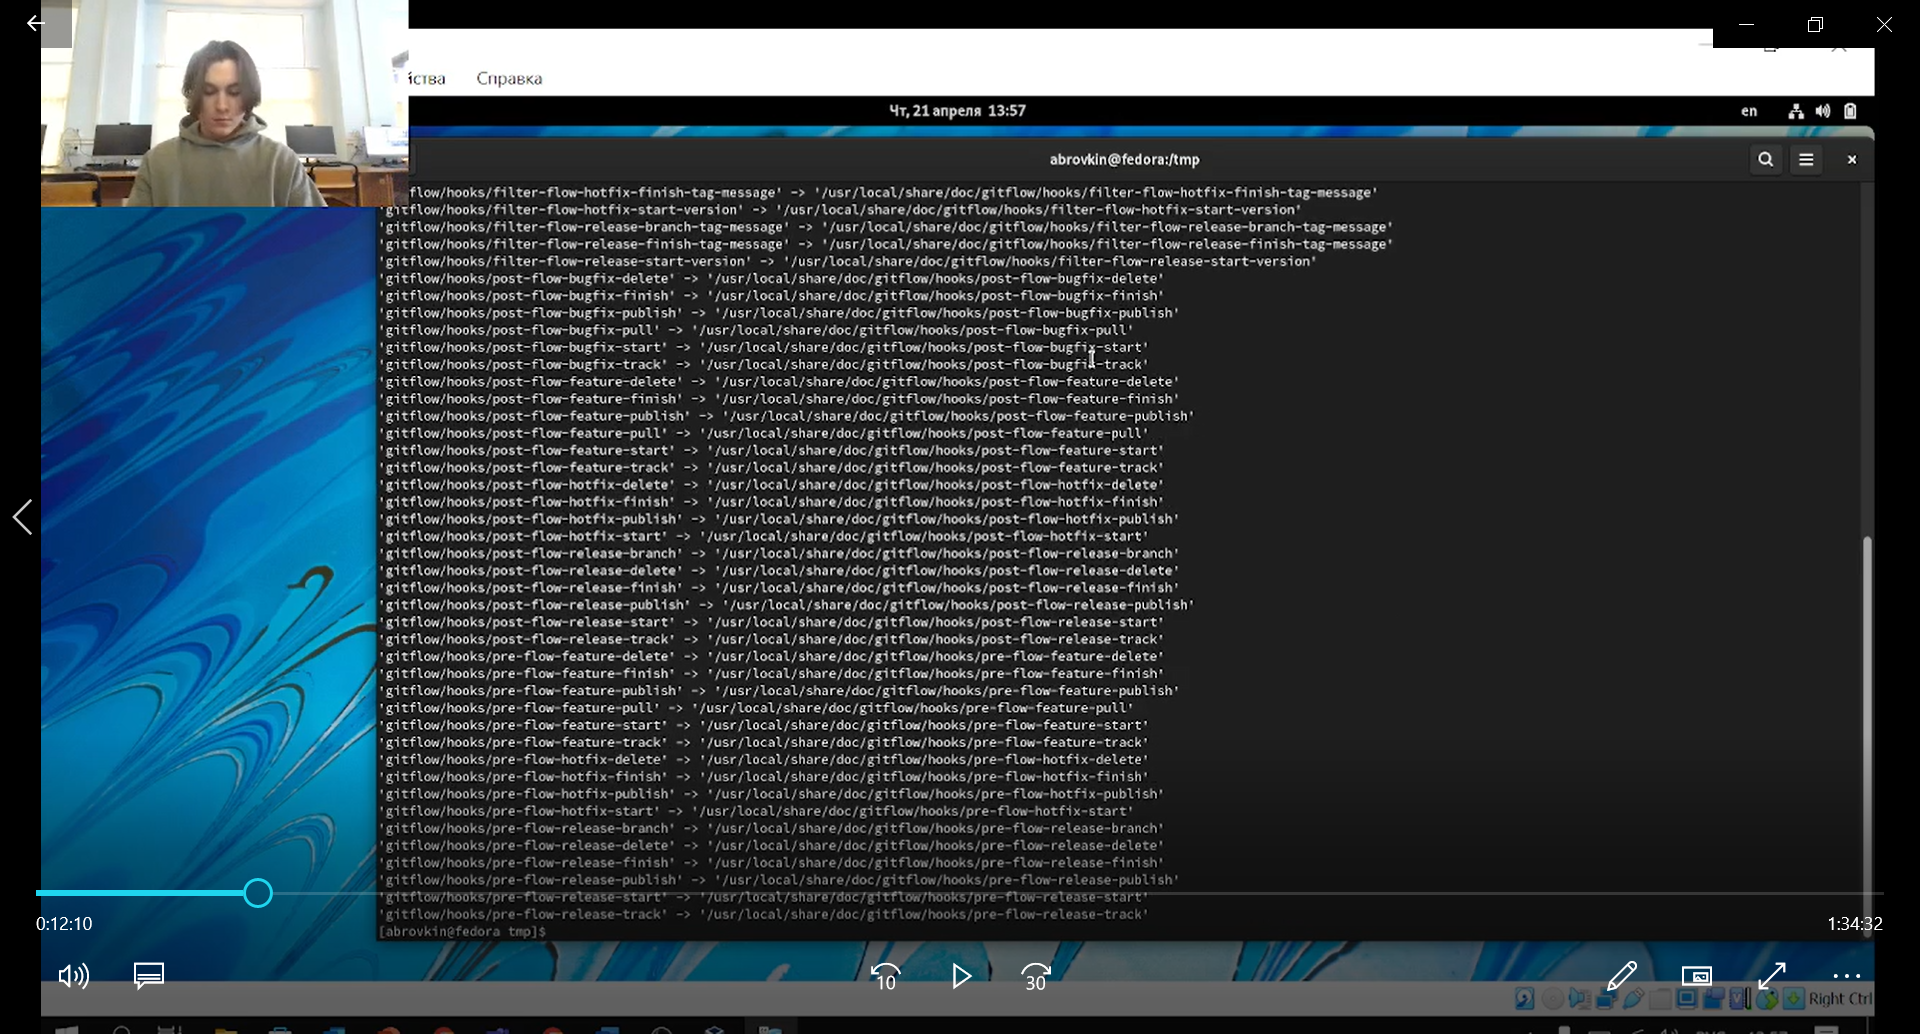 йства Справка
Чт, 21 апреля 13:57
en
abrovkin@fedora:/tmp
gitflow/hooks/filter-flow-hotfix-finish-tag-message' -> '/usr/local/share/doc/gitflow/hooks/filter-flow-hotfix-finish-tag-message'
'gitflow/hooks/filter-flow-hotfix-start-version' -> '/usr/local/share/doc/gitflow/hooks/filter-flow-hotfix-start-version'
'gitflow/hooks/filter-flow-release-branch-tag-message' -> '/usr/local/share/doc/gitflow/hooks/filter-flow-release-branch-tag-message'
'gitflow/hooks/filter-flow-release-finish-tag-message' -> '/usr/local/share/doc/gitflow/hooks/filter-flow-release-finish-tag-message'
'gitflow/hooks/filter-flow-release-start-version' -> '/usr/local/share/doc/gitflow/hooks/filter-flow-release-start-version'
'gitflow/hooks/post-flow-bugfix-delete' -> '/usr/local/share/doc/gitflow/hooks/post-flow-bugfix-delete'
'gitflow/hooks/post-flow-bugfix-finish' -> '/usr/local/share/doc/gitflow/hooks/post-flow-bugfix-finish'
'gitflow/hooks/post-flow-bugfix-publish' -> '/usr/local/share/doc/gitflow/hooks/post-flow-bugfix-publish'
'gitflow/hooks/post-flow-bugfix-pull' -> '/usr/local/share/doc/gitflow/hooks/post-flow-bugfix-pull'
'gitflow/hooks/post-flow-bugfix-start' -> '/usr/local/share/doc/gitflow/hooks/post-flow-bugfix-start'
'gitflow/hooks/post-flow-bugfix-track' -> '/usr/local/share/doc/gitflow/hooks/post-flow-bugfix-track'
'gitflow/hooks/post-flow-feature-delete' -> '/usr/local/share/doc/gitflow/hooks/post-flow-feature-delete'
'gitflow/hooks/post-flow-feature-finish' -> '/usr/local/share/doc/gitflow/hooks/post-flow-feature-finish'
'gitflow/hooks/post-flow-feature-publish' -> '/usr/local/share/doc/gitflow/hooks/post-flow-feature-publish'
'gitflow/hooks/post-flow-feature-pull' -> '/usr/local/share/doc/gitflow/hooks/post-flow-feature-pull'
'gitflow/hooks/post-flow-feature-start' -> '/usr/local/share/doc/gitflow/hooks/post-flow-feature-start'
'gitflow/hooks/post-flow-feature-track' -> '/usr/local/share/doc/gitflow/hooks/post-flow-feature-track'
'gitflow/hooks/post-flow-hotfix-delete' -> '/usr/local/share/doc/gitflow/hooks/post-flow-hotfix-delete'
'gitflow/hooks/post-flow-hotfix-finish' -> '/usr/local/share/doc/gitflow/hooks/post-flow-hotfix-finish'
'gitflow/hooks/post-flow-hotfix-publish' -> '/usr/local/share/doc/gitflow/hooks/post-flow-hotfix-publish'
'gitflow/hooks/post-flow-hotfix-start' -> '/usr/local/share/doc/gitflow/hooks/post-flow-hotfix-start'
'gitflow/hooks/post-flow-release-branch' -> '/usr/local/share/doc/gitflow/hooks/post-flow-release-branch'
'gitflow/hooks/post-flow-release-delete' -> '/usr/local/share/doc/gitflow/hooks/post-flow-release-delete'
'gitflow/hooks/post-flow-release-finish' -> '/usr/local/share/doc/gitflow/hooks/post-flow-release-finish'
'gitflow/hooks/post-flow-release-publish' -> '/usr/local/share/doc/gitflow/hooks/post-flow-release-publish'
'gitflow/hooks/post-flow-release-start' -> '/usr/local/share/doc/gitflow/hooks/post-flow-release-start'
'gitflow/hooks/post-flow-release-track' -> '/usr/local/share/doc/gitflow/hooks/post-flow-release-track'
'gitflow/hooks/pre-flow-feature-delete' -> '/usr/local/share/doc/gitflow/hooks/pre-flow-feature-delete'
'gitflow/hooks/pre-flow-feature-finish' -> '/usr/local/share/doc/gitflow/hooks/pre-flow-feature-finish'
'gitflow/hooks/pre-flow-feature-publish' -> '/usr/local/share/doc/gitflow/hooks/pre-flow-feature-publish'
'gitflow/hooks/pre-flow-feature-pull' -> '/usr/local/share/doc/gitflow/hooks/pre-flow-feature-pull'
'gitflow/hooks/pre-flow-feature-start' -> '/usr/local/share/doc/gitflow/hooks/pre-flow-feature-start'
'gitflow/hooks/pre-flow-feature-track' -> '/usr/local/share/doc/gitflow/hooks/pre-flow-feature-track'
'gitflow/hooks/pre-flow-hotfix-delete' -> '/usr/local/share/doc/gitflow/hooks/pre-flow-hotfix-delete'
'gitflow/hooks/pre-flow-hotfix-finish' -> '/usr/local/share/doc/gitflow/hooks/pre-flow-hotfix-finish'
'gitflow/hooks/pre-flow-hotfix-publish' -> '/usr/local/share/doc/gitflow/hooks/pre-flow-hotfix-publish'
'gitflow/hooks/pre-flow-hotfix-start' -> '/usr/local/share/doc/gitflow/hooks/pre-flow-hotfix-start'
'gitflow/hooks/pre-flow-release-branch' -> '/usr/local/share/doc/gitflow/hooks/pre-flow-release-branch'
'gitflow/hooks/pre-flow-release-delete' -> '/usr/local/share/doc/gitflow/hooks/pre-flow-release-delete'
'gitflow/hooks/pre-flow-release-finish' -> '/usr/local/share/doc/gitflow/hooks/pre-flow-release-finish'
'gitflow/hooks/pre-flow-release-publish' -> '/usr/local/share/doc/gitflow/hooks/pre-flow-release-publish'
'gitflow/hooks/pre-flow-release-start' -> '/usr/local/share/doc/gitflow/hooks/pre-flow-release-start'
'gitflow/hooks/pre-flow-release-track' -> '/usr/local/share/doc/gitflow/hooks/pre-flow-release-track'
[abrovkin@fedora tmp]$
0:12:10
1:34:32
10
30
Right Ctrl